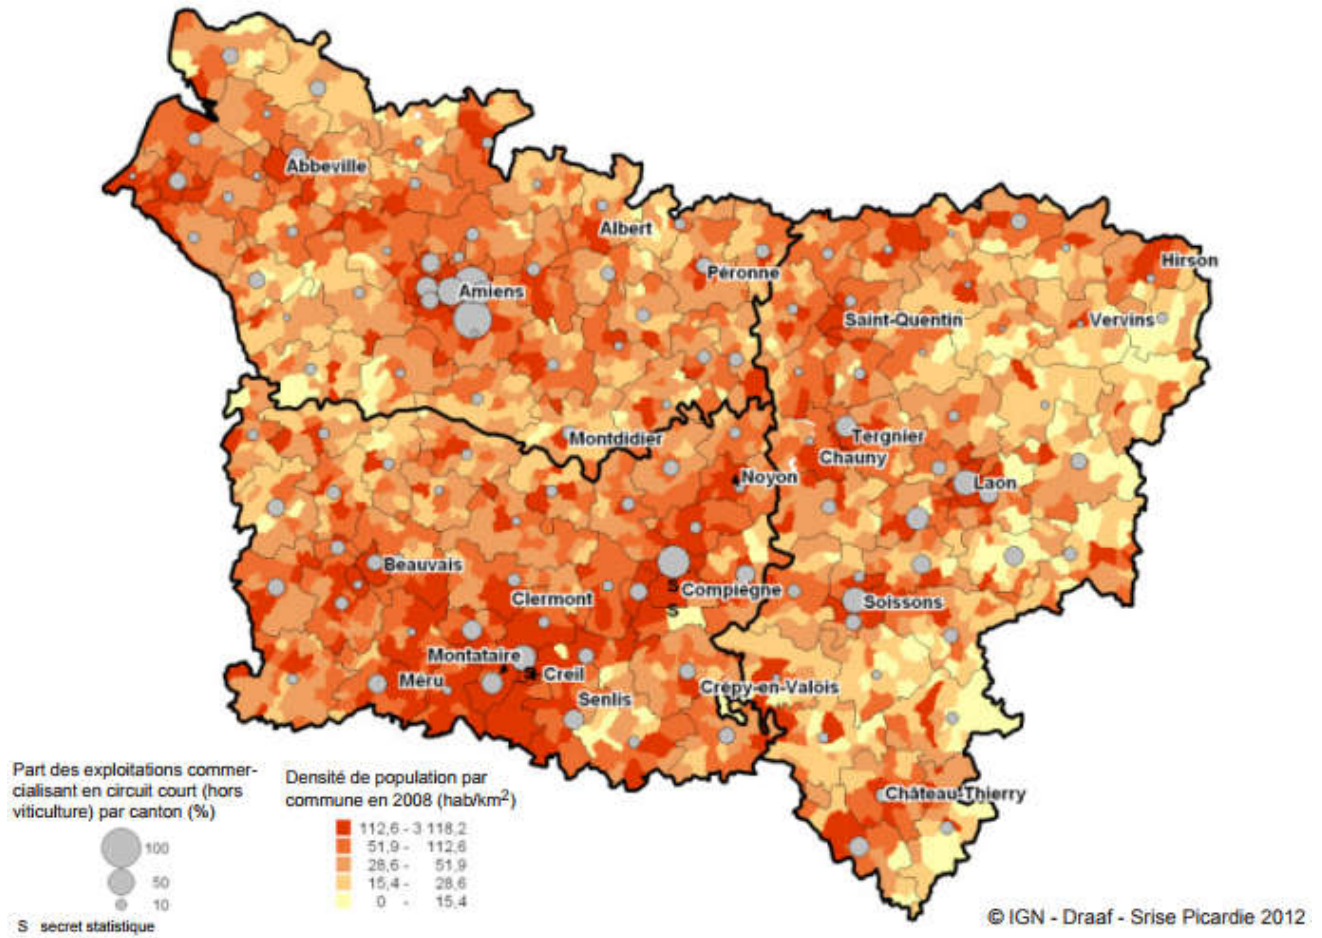 Abbeville
Albert
Péronne
Hirson
Amiens
Saint-Quentin
Vervins
Montdidier
Tergnier
Chauny
Noyon
Laon
Beauvais
S
Compiègne
Clermont
S
Soissons
Montataire
S
Creil
Méru
Crépy-en-Valois
Senlis
Château-Thierry
Part des exploitations commer-
cialisant en circuit court (hors
viticulture) par canton (%)
100
50
10
S secret statistique
Densité de population par
commune en 2008 (hab/km²)
112,6 - 3 118,2
51,9 - 112,6
28,6 - 51,9
15,4 - 28,6
0 - 15,4
© IGN - Draaf - Srise Picardie 2012